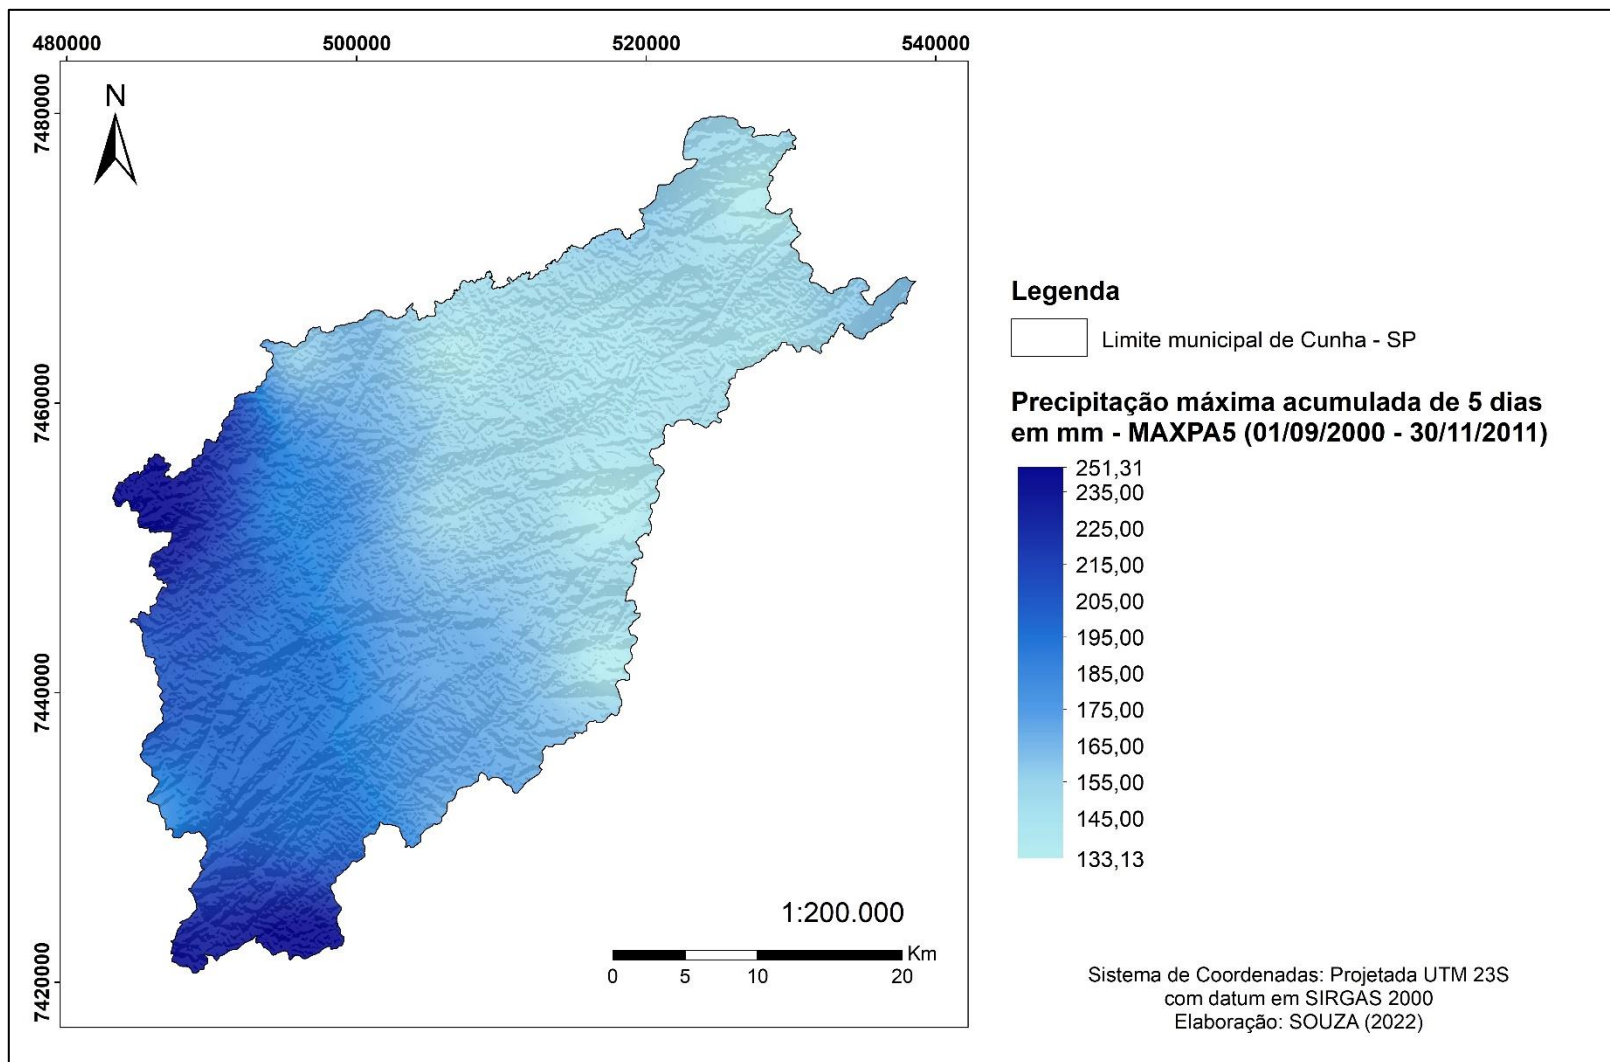 480000
500000
520000
540000
N
7480000
7460000
7440000
7420000
1:200.000
Km
0
5
10
20
Legenda
Limite municipal de Cunha - SP
Precipitação máxima acumulada de 5 dias
em mm - MAXPA5 (01/09/2000 - 30/11/2011)
251,31
235,00
225,00
215,00
205,00
195,00
185,00
175,00
165,00
155,00
145,00
133,13
Sistema de Coordenadas: Projetada UTM 23S
com datum em SIRGAS 2000
Elaboração: SOUZA (2022)